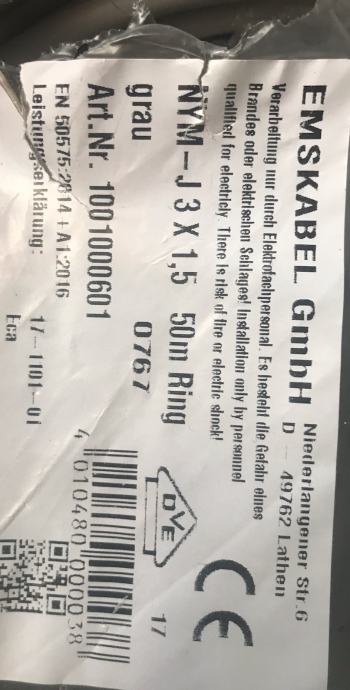 EMSKABEL GmbH
Niederlangener Str.6
D - 49762 Lathen
Verarbeitung nur durch Elektrofachpersonal. Es besteht die Gefahr eines
Brandes oder elektrischen Schlages! Installation only by personnel
qualified for electricly. There is risk of fire or electric shock!
NYM-J 3 X 1,5 50m Ring
grau 0767
DVE
17
CE
Art.Nr. 1001000601
EN 50575:2014 + A1:2016
Leistungserklärung: 17-1101-01
Eca
4 010480 000038